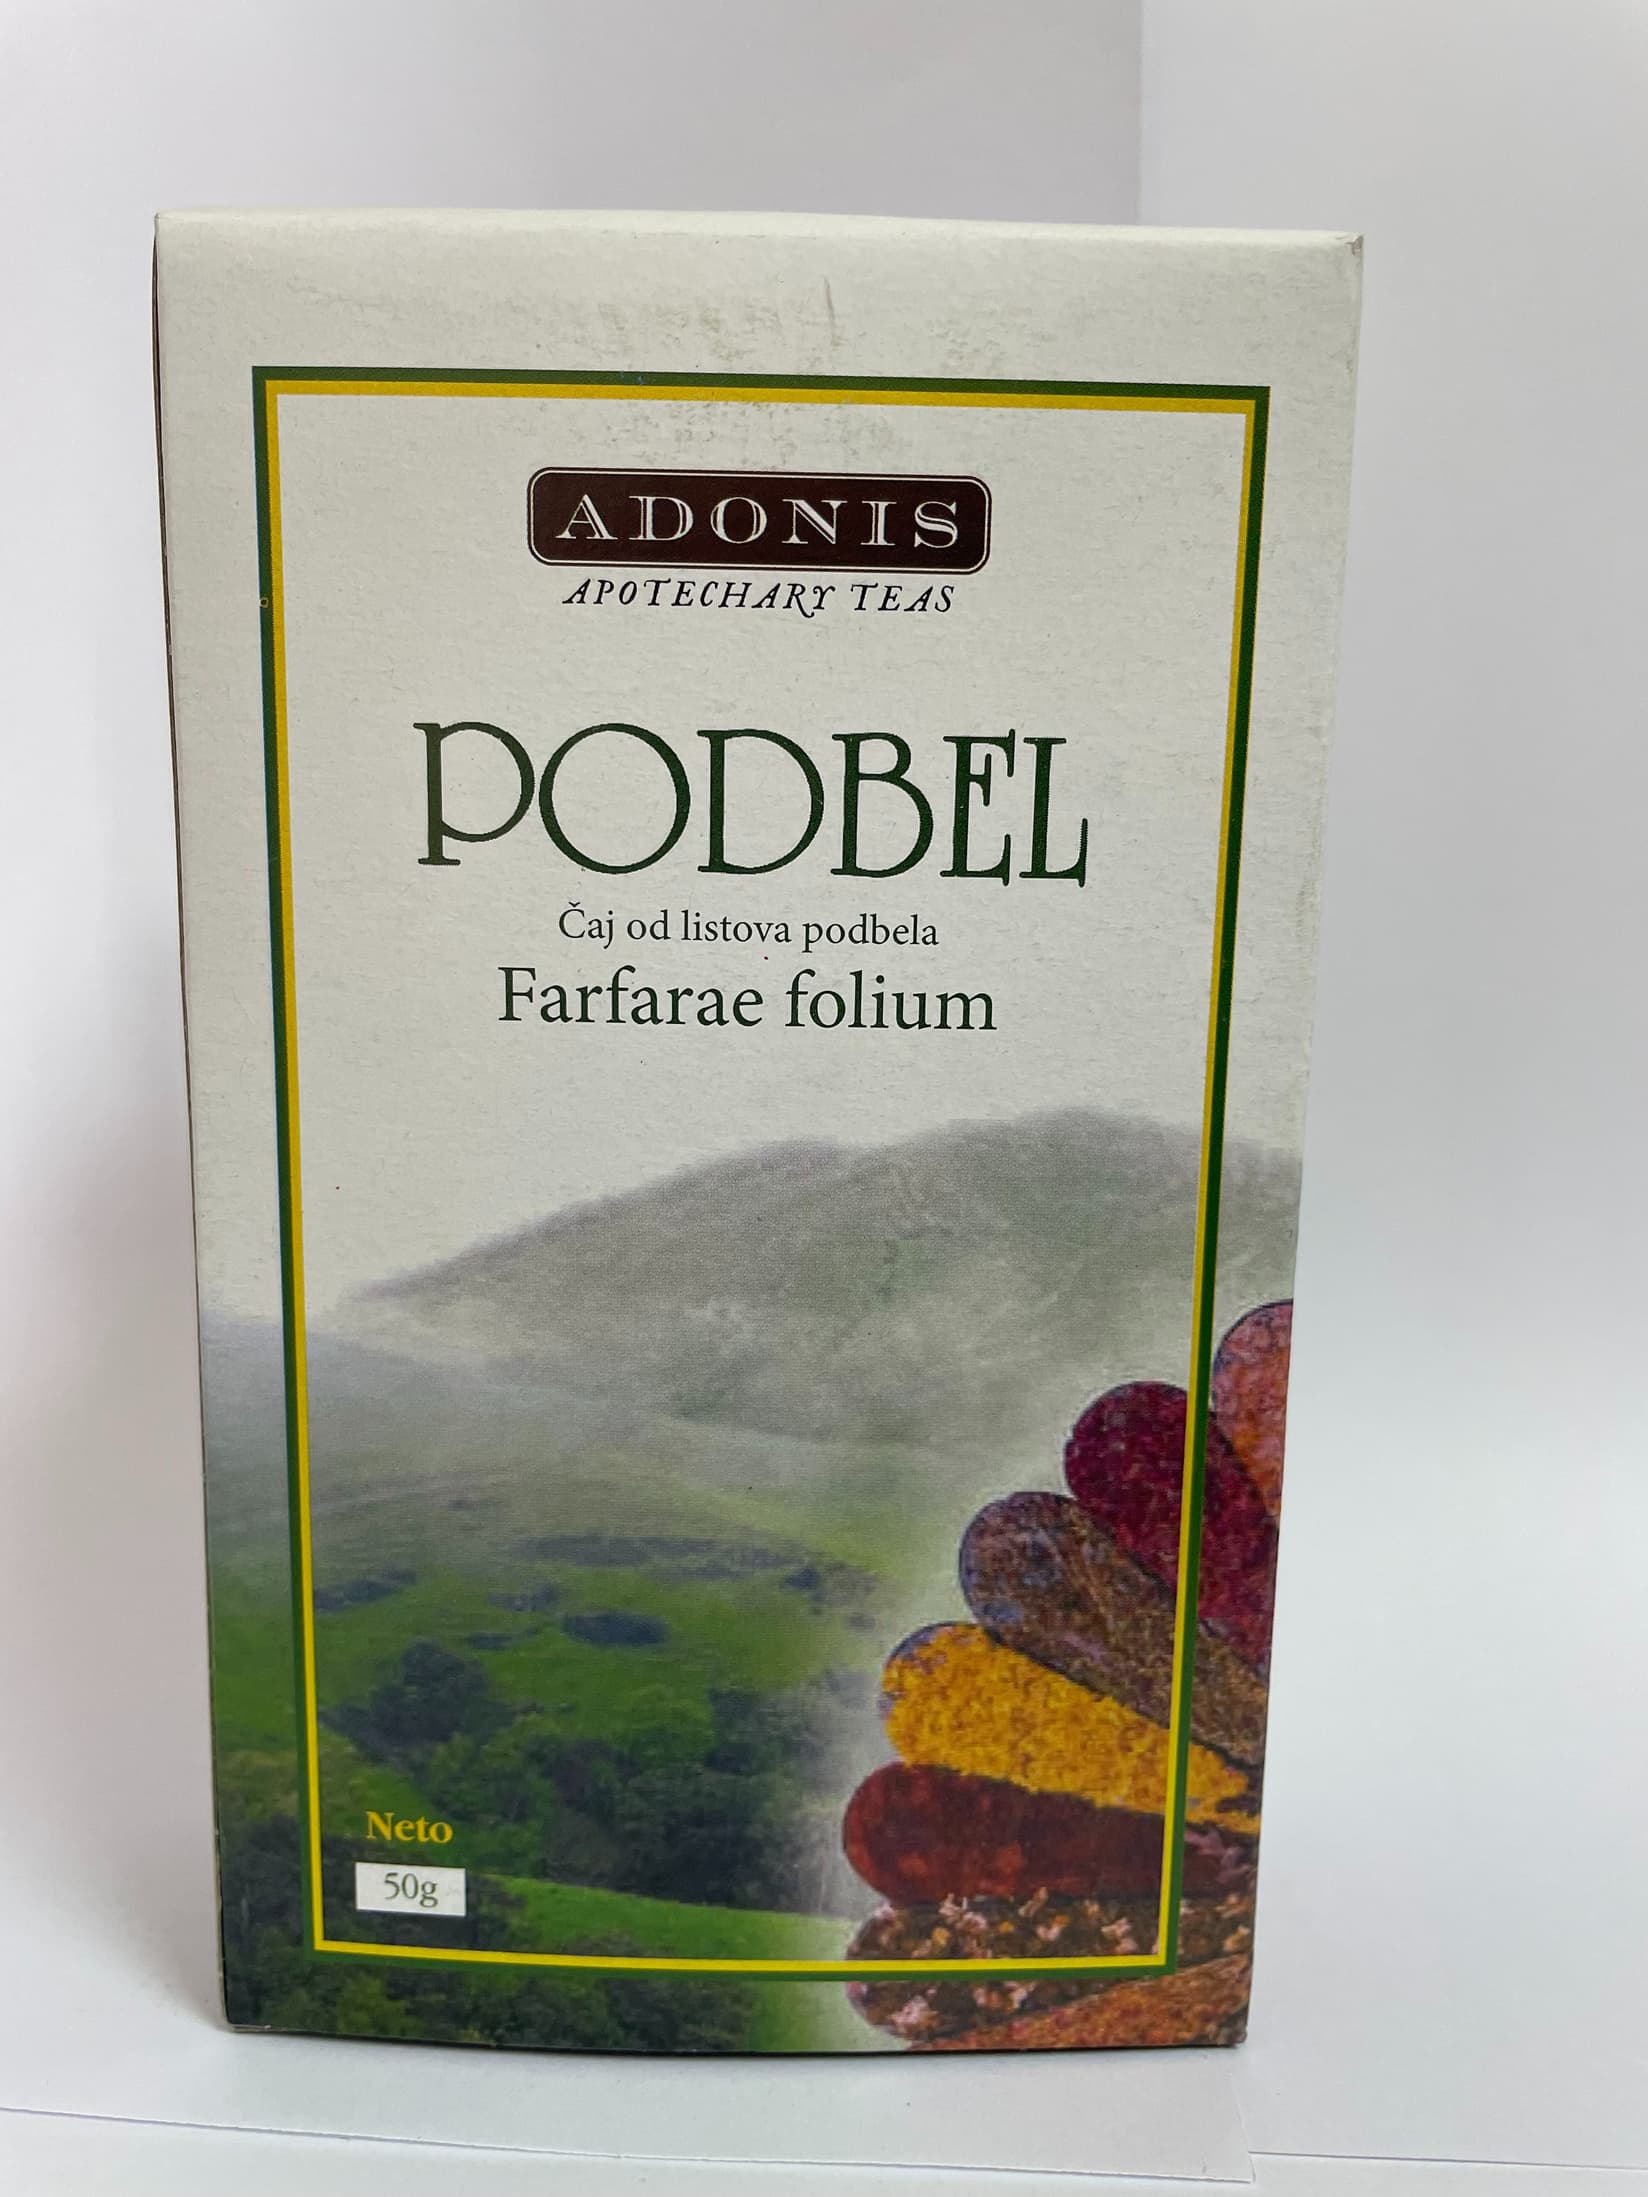 ADONIS
APOTECHARY TEAS
PODBEL
Čaj od listova podbela
Farfarae folium
Neto
50g